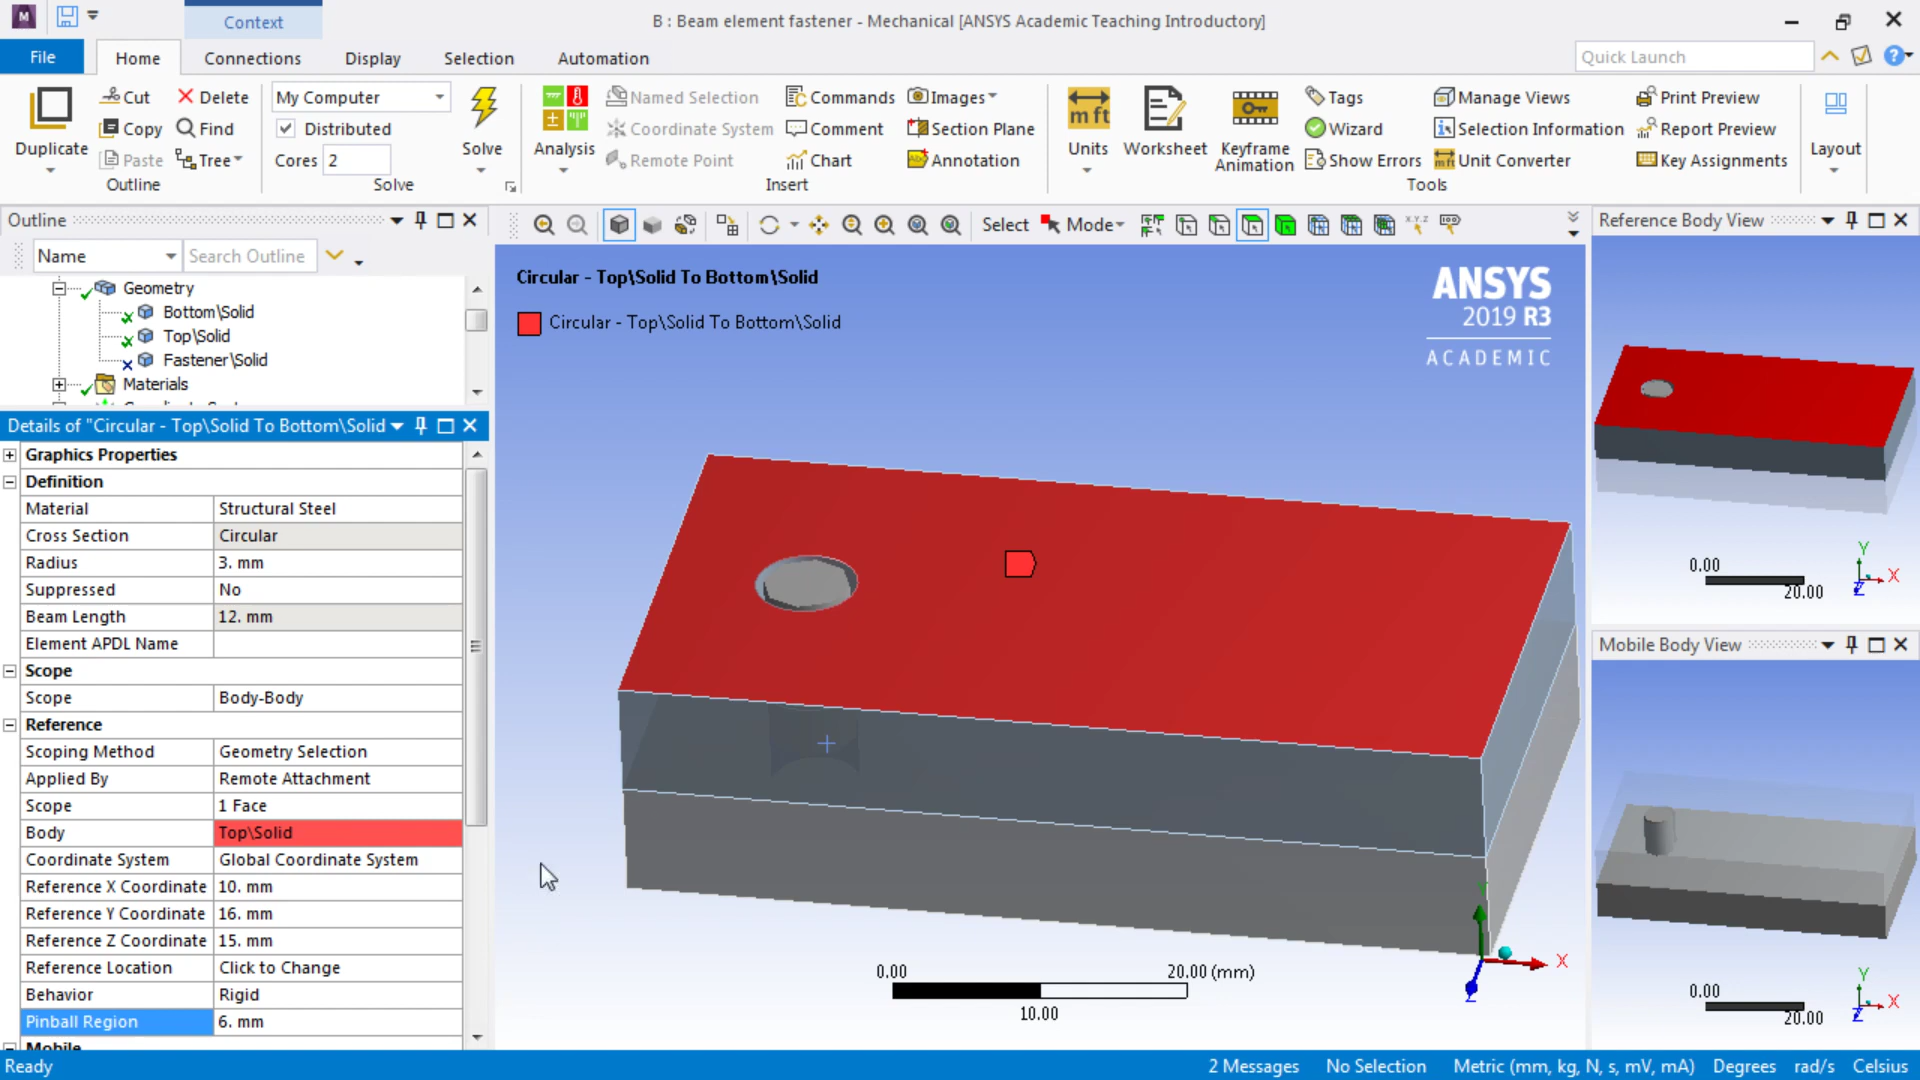 M
Context
B : Beam element fastener - Mechanical [ANSYS Academic Teaching Introductory]
File
Home
Connections
Display
Selection
Automation
Quick Launch
Duplicate
Cut
Copy
Paste
Delete
Find
Tree
Outline
My Computer
Distributed
Cores 2
Solve
Solve
Analysis
Named Selection
Coordinate System
Remote Point
Commands
Comment
Chart
Images
Section Plane
Annotation
Insert
Units
Worksheet
Keyframe
Animation
Tags
Wizard
Show Errors
Manage Views
Selection Information
Unit Converter
Print Preview
Report Preview
Key Assignments
Tools
Layout
Outline
Name
Search Outline
Geometry
Bottom\Solid
Top\Solid
Fastener\Solid
Materials
Select
Mode
Details of "Circular - Top\Solid To Bottom\Solid
Graphics Properties
Definition
Material Structural Steel
Cross Section Circular
Radius 3. mm
Suppressed No
Beam Length 12. mm
Element APDL Name
Scope
Scope Body-Body
Reference
Scoping Method Geometry Selection
Applied By Remote Attachment
Scope 1 Face
Body Top\Solid
Coordinate System Global Coordinate System
Reference X Coordinate 10. mm
Reference Y Coordinate 16. mm
Reference Z Coordinate 15. mm
Reference Location Click to Change
Behavior Rigid
Pinball Region 6. mm
Mobile
Circular - Top\Solid To Bottom\Solid
Circular - Top\Solid To Bottom\Solid
ANSYS
2019 R3
ACADEMIC
0.00
20.00 (mm)
10.00
Y
X
Z
Reference Body View
0.00
20.00
Y
X
Z
Mobile Body View
0.00
20.00
Y
X
Z
Ready
2 Messages
No Selection
Metric (mm, kg, N, s, mV, mA)
Degrees
rad/s
Celsius